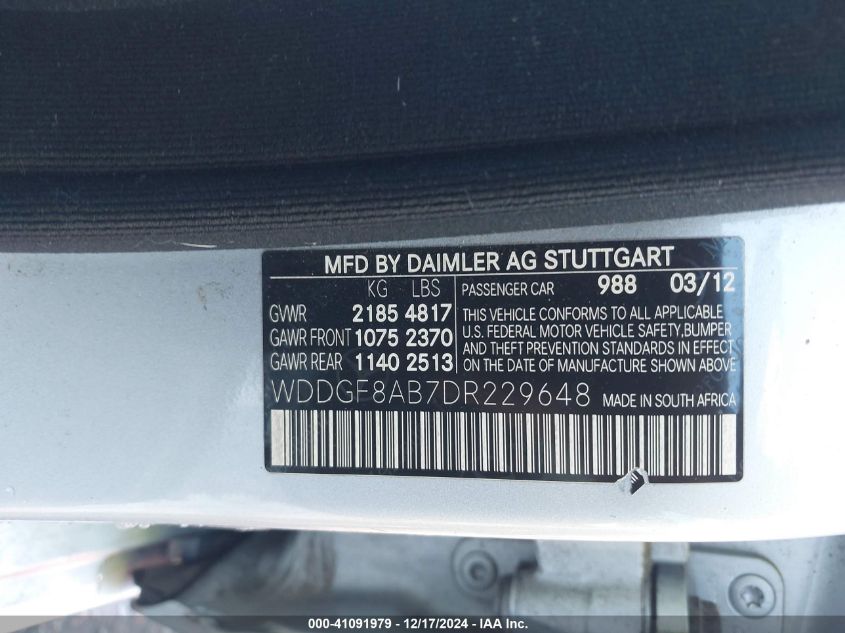 MFD BY DAIMLER AG STUTTGART
KG LBS PASSENGER CAR 988 03/12
GVWR 2185 4817 THIS VEHICLE CONFORMS TO ALL APPLICABLE
GAWR FRONT 1075 2370 U.S. FEDERAL MOTOR VEHICLE SAFETY,BUMPER
AND THEFT PREVENTION STANDARDS IN EFFECT
GAWR REAR 1140 2513 ON THE DATE OF MANUFACTURE SHOWN ABOVE
WDDGF8AB7DR229648 MADE IN SOUTH AFRICA
000-41091979 - 12/17/2024 - IAA Inc.